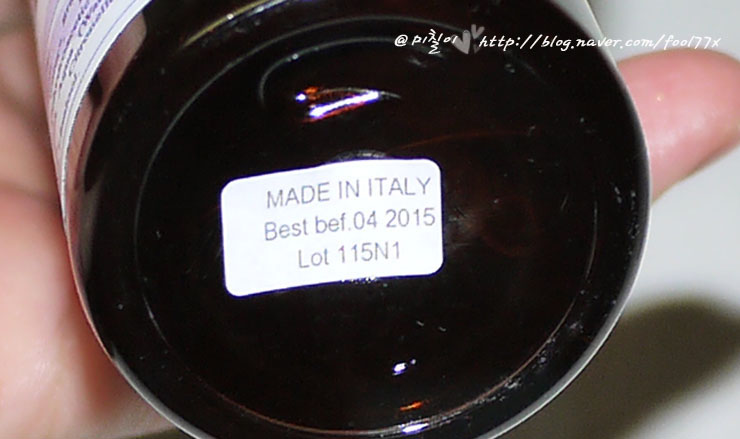 @미칠이 http://blog.naver.com/fool77x
MADE IN ITALY
Best bef.04 2015
Lot 115N1